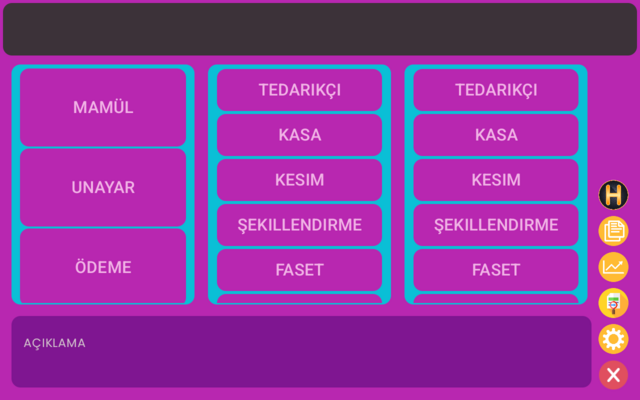 MAMÜL
UNAYAR
ÖDEME
TEDARIKÇI
KASA
KESIM
ŞEKILLENDIRME
FASET
TEDARIKÇI
KASA
KESIM
ŞEKILLENDIRME
FASET
H
AÇIKLAMA